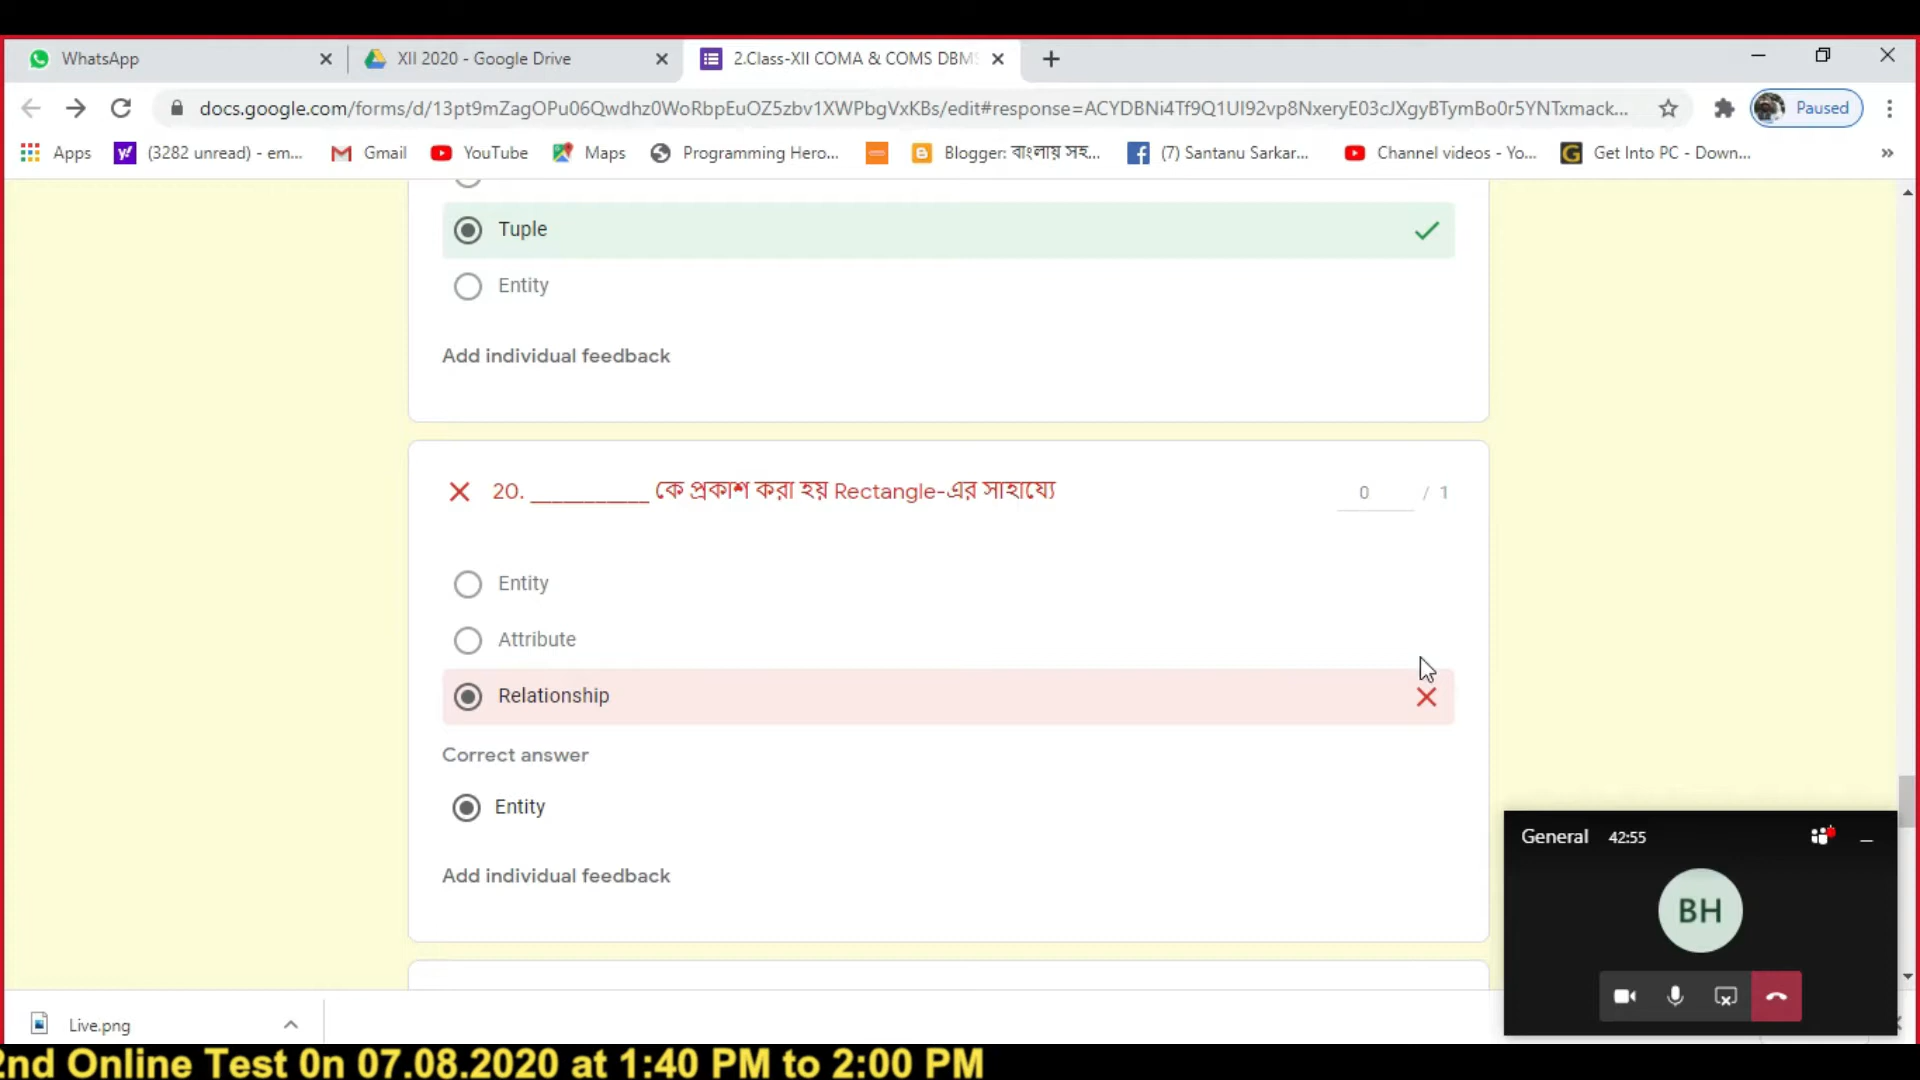 WhatsApp
XII 2020 - Google Drive
2.Class-XII COMA & COMS DBMS
docs.google.com/forms/d/13pt9mZagOPu06Qwdhz0WoRbpEuOZ5zbv1XWPbgVxKBs/edit#response=ACYDBNi4Tf9Q1UI92vp8NxeryE03cJXgyBTymBo0r5YNTxmack...
Paused
Apps
(3282 unread) - em...
Gmail
YouTube
Maps
Programming Hero...
Blogger: বাংলায় সহ...
(7) Santanu Sarkar...
Channel videos - Yo...
Get Into PC - Down...
»
Tuple
Entity
Add individual feedback
20. ___________ কে প্রকাশ করা হয় Rectangle-এর সাহায্যে
0 / 1
Entity
Attribute
Relationship
Correct answer
Entity
Add individual feedback
General 42:55
BH
Live.png
2nd Online Test 0n 07.08.2020 at 1:40 PM to 2:00 PM